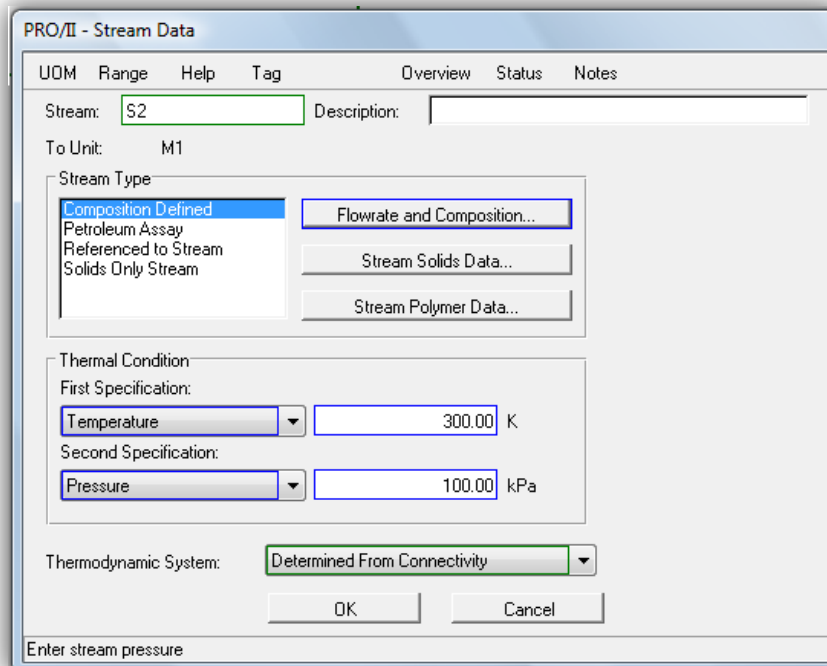 PRO/II - Stream Data
UOM Range Help Tag Overview Status Notes
Stream: S2 Description:
To Unit: M1
Stream Type
Composition Defined
Petroleum Assay
Referenced to Stream
Solids Only Stream
Flowrate and Composition...
Stream Solids Data...
Stream Polymer Data...
Thermal Condition
First Specification:
Temperature 300.00 K
Second Specification:
Pressure 100.00 kPa
Thermodynamic System: Determined From Connectivity
OK Cancel
Enter stream pressure